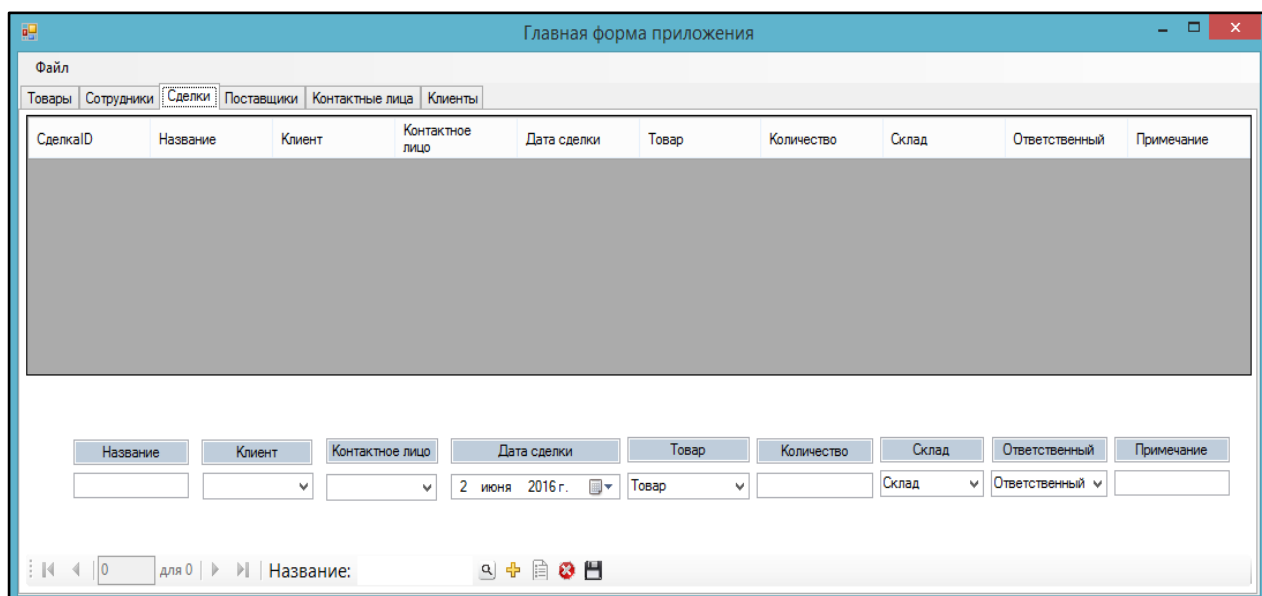 Главная форма приложения
Файл
Товары Сотрудники Сделки Поставщики Контактные лица Клиенты
СделкаID Название Клиент Контактное лицо Дата сделки Товар Количество Склад Ответственный Примечание
Название Клиент Контактное лицо Дата сделки Товар Количество Склад Ответственный Примечание
2 июня 2016 г. Товар Склад Ответственный
0 для 0 Название: